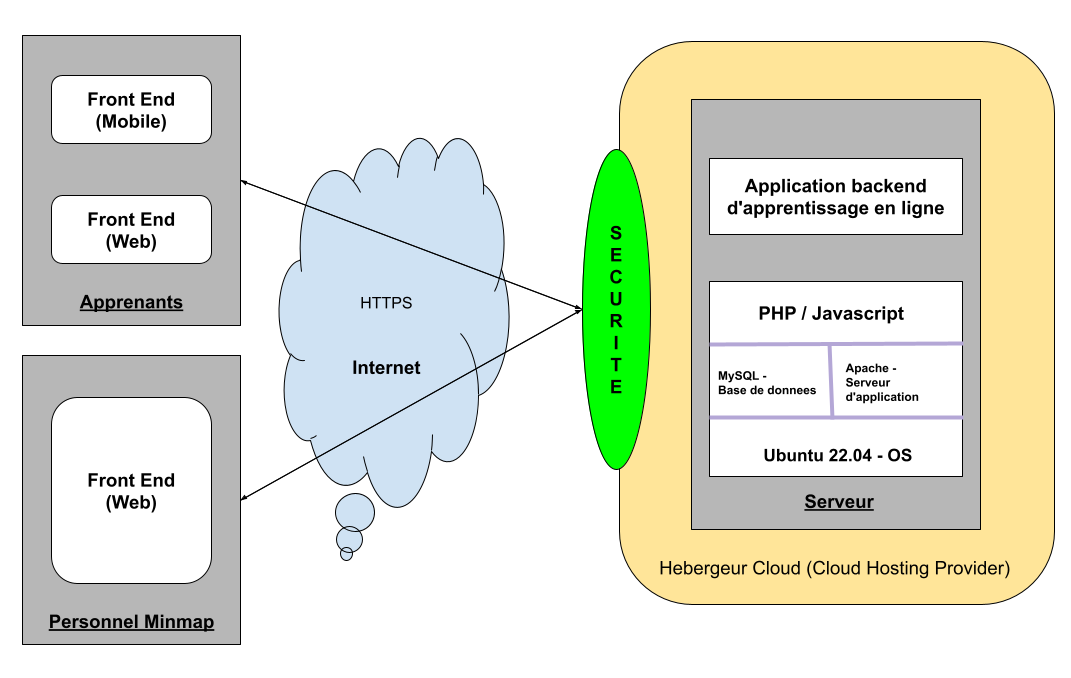 Front End
(Mobile)
Front End
(Web)
Apprenants
Front End
(Web)
Personnel Minmap
HTTPS
Internet
S
E
C
U
R
I
T
E
Application backend
d'apprentissage en ligne
PHP / Javascript
MySQL -
Base de donnees
Apache -
Serveur
d'application
Ubuntu 22.04 - OS
Serveur
Hebergeur Cloud (Cloud Hosting Provider)